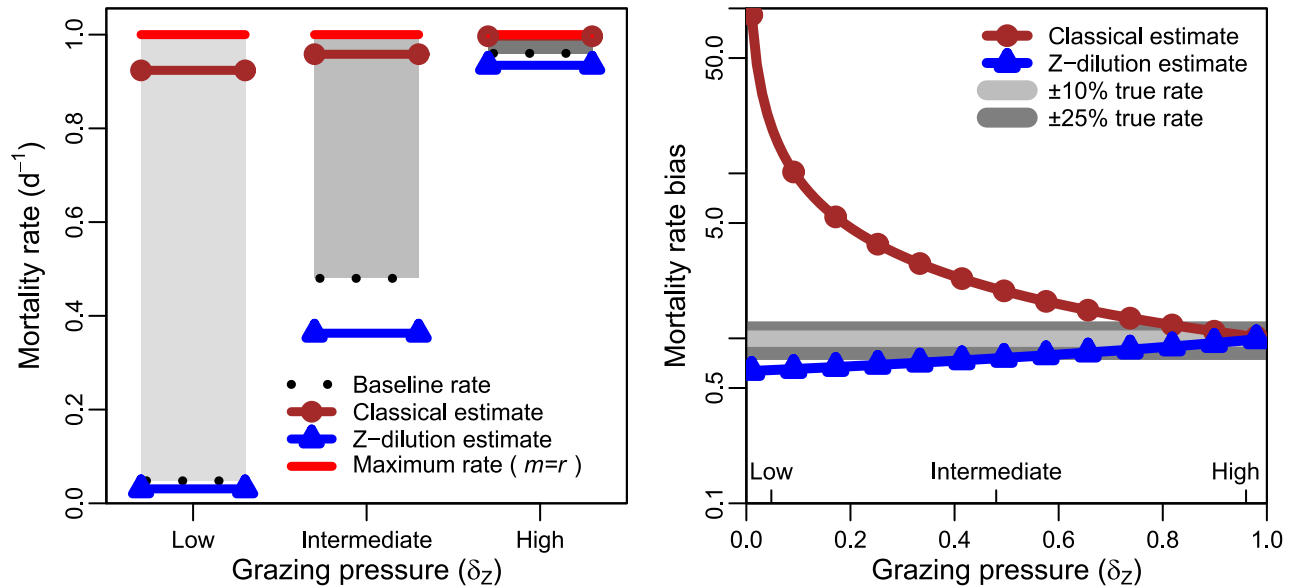 Mortality rate (d⁻¹)
1.0
0.8
0.6
0.4
0.2
0.0
Baseline rate
Classical estimate
Z−dilution estimate
Maximum rate ( m=r )
Low
Intermediate
High
Grazing pressure (δZ)
Mortality rate bias
50.0
5.0
0.5
0.1
Classical estimate
Z−dilution estimate
±10% true rate
±25% true rate
Low
Intermediate
High
0.0
0.2
0.4
0.6
0.8
1.0
Grazing pressure (δZ)